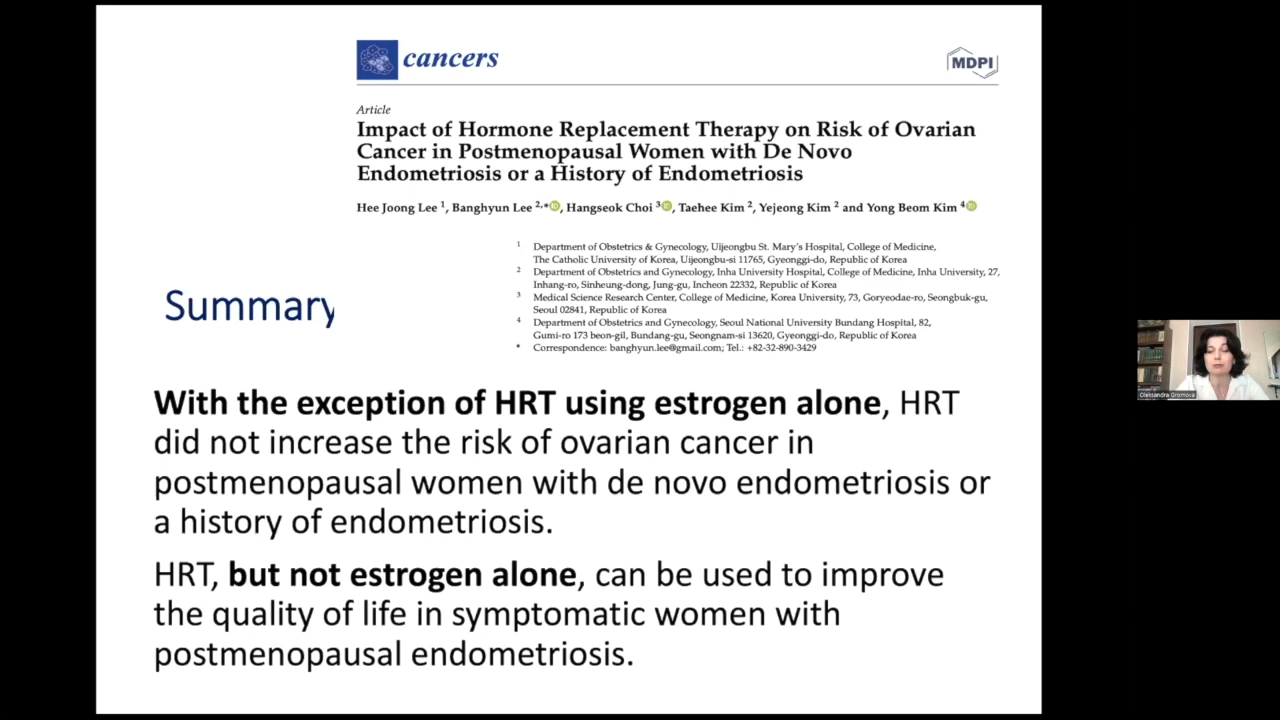 cancers
MDPI
Article
Impact of Hormone Replacement Therapy on Risk of Ovarian
Cancer in Postmenopausal Women with De Novo
Endometriosis or a History of Endometriosis
Hee Joong Lee 1, Banghyun Lee 2,*, Hangseok Choi 3, Taehee Kim 2, Yejeong Kim 2 and Yong Beom Kim 4
1 Department of Obstetrics & Gynecology, Uijeongbu St. Mary's Hospital, College of Medicine,
The Catholic University of Korea, Uijeongbu-si 11765, Gyeonggi-do, Republic of Korea
2 Department of Obstetrics and Gynecology, Inha University Hospital, College of Medicine, Inha University, 27,
Inhang-ro, Sinheung-dong, Jung-gu, Incheon 22332, Republic of Korea
3 Medical Science Research Center, College of Medicine, Korea University, 73, Goryeodae-ro, Seongbuk-gu,
Seoul 02841, Republic of Korea
4 Department of Obstetrics and Gynecology, Seoul National University Bundang Hospital, 82,
Gumi-ro 173 beon-gil, Bundang-gu, Seongnam-si 13620, Gyeonggi-do, Republic of Korea
* Correspondence: banghyun.lee@gmail.com; Tel.: +82-32-890-3429
Summary
With the exception of HRT using estrogen alone, HRT
did not increase the risk of ovarian cancer in
postmenopausal women with de novo endometriosis or
a history of endometriosis.
HRT, but not estrogen alone, can be used to improve
the quality of life in symptomatic women with
postmenopausal endometriosis.
Oleksandra Gromova